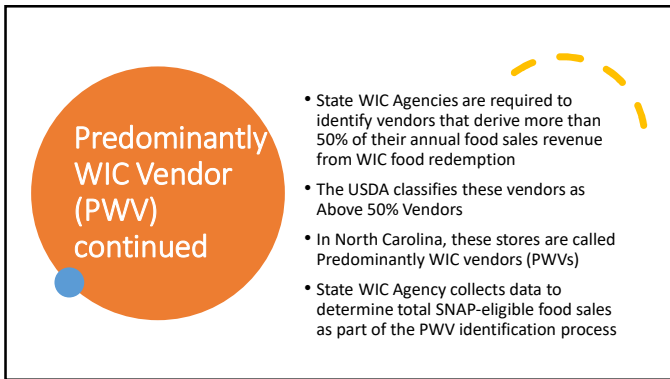 Predominantly
WIC Vendor
(PWV)
continued
• State WIC Agencies are required to
identify vendors that derive more than
50% of their annual food sales revenue
from WIC food redemption
• The USDA classifies these vendors as
Above 50% Vendors
• In North Carolina, these stores are called
Predominantly WIC vendors (PWVs)
• State WIC Agency collects data to
determine total SNAP-eligible food sales
as part of the PWV identification process